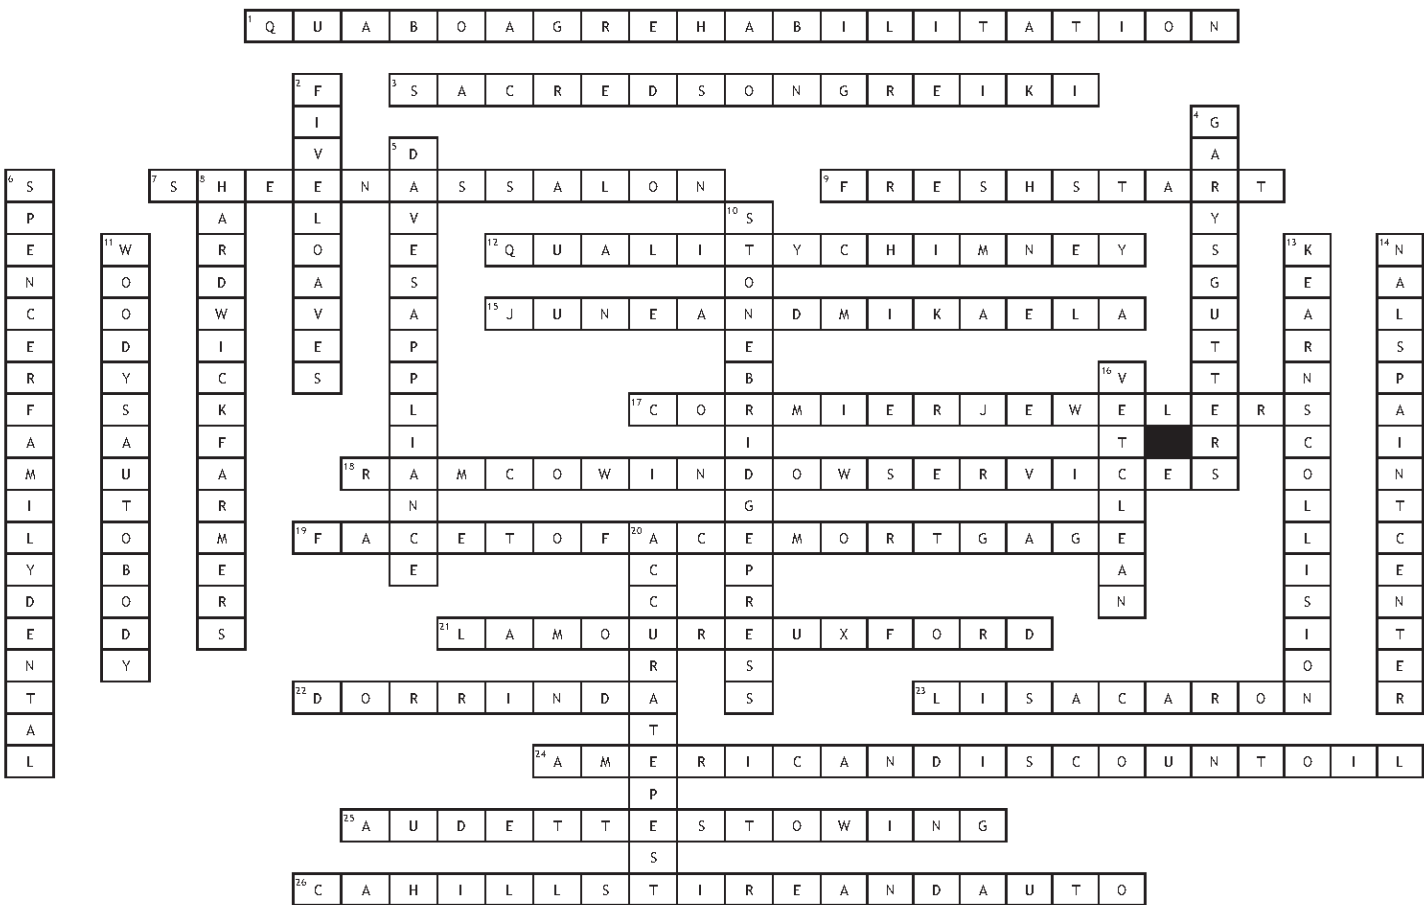 1 QUABOAGREHABILITATION
2 FIVELOAVES
3 SACREDSONGREIKI
4 GARYSGUTTERS
5 DAVESAPPLIANCE
6 SPENCERFAMILYDENTAL
7 SHEENASSALON
8 HARDWICKFARMERS
9 FRESHSTART
10 STONEBRIDGEPRESS
11 WOODYSAUTOBODY
12 QUALITYCHIMNEY
13 KEARNSCOLLISION
14 NALSPAINTCENTER
15 JUNEANDMIKAELA
16 VETCLEAN
17 CORMIERJEWELERS
18 RAMCOWINDOWSERVICES
19 FACETOFACEMORTGAGE
20 ACCURATEPEST
21 LAMOUREUXFORD
22 DORRINDA
23 LISACARON
24 AMERICANDISCOUNTOIL
25 AUDETTESTOWING
26 CAHILLSTIREANDAUTO